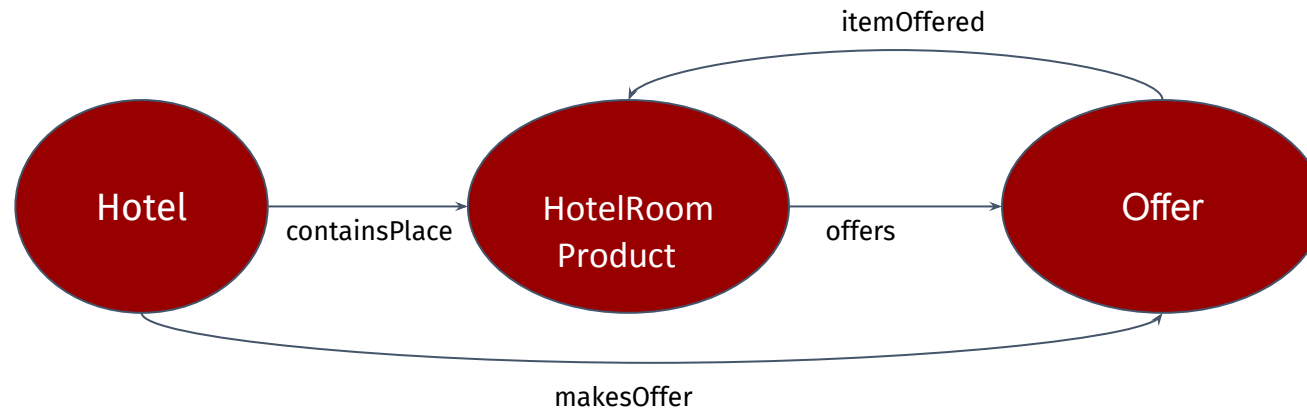 itemOffered
Hotel
containsPlace
HotelRoom
Product
offers
Offer
makesOffer